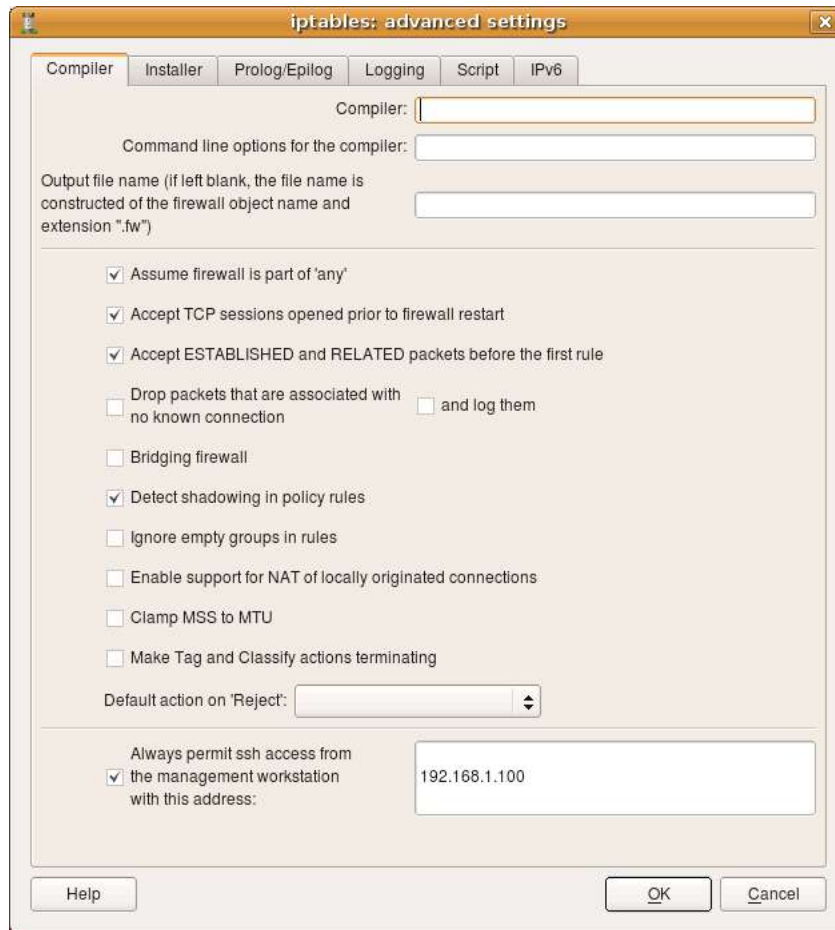 iptables: advanced settings
Compiler Installer Prolog/Epilog Logging Script IPv6
Compiler:
Command line options for the compiler:
Output file name (if left blank, the file name is
constructed of the firewall object name and
extension ".fw")
Assume firewall is part of 'any'
Accept TCP sessions opened prior to firewall restart
Accept ESTABLISHED and RELATED packets before the first rule
Drop packets that are associated with
no known connection
and log them
Bridging firewall
Detect shadowing in policy rules
Ignore empty groups in rules
Enable support for NAT of locally originated connections
Clamp MSS to MTU
Make Tag and Classify actions terminating
Default action on 'Reject':
Always permit ssh access from
the management workstation
with this address:
192.168.1.100
Help OK Cancel